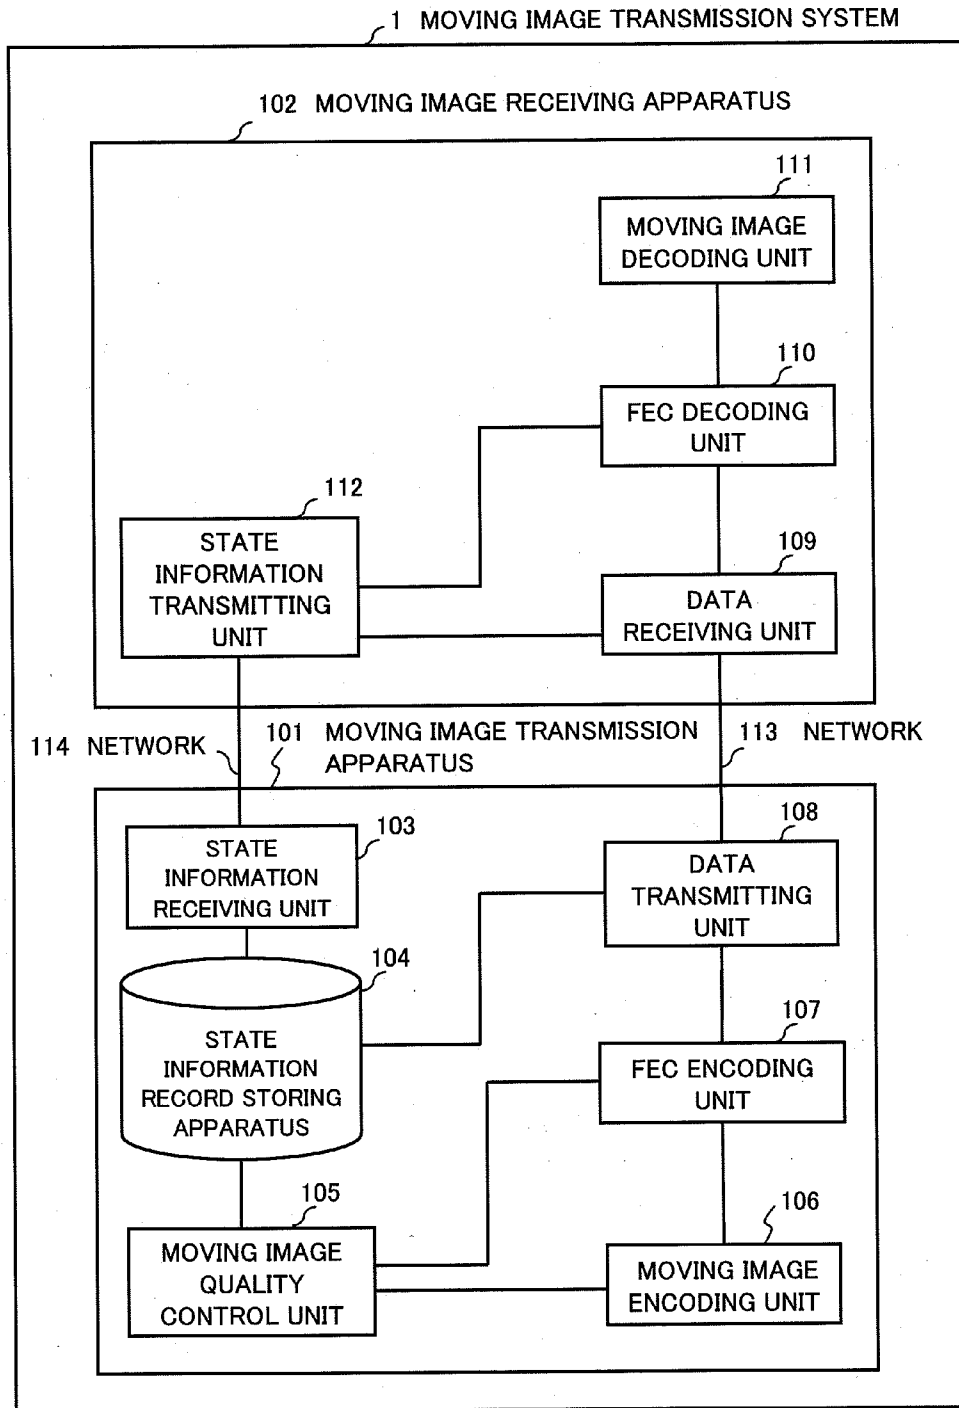 1 MOVING IMAGE TRANSMISSION SYSTEM
102 MOVING IMAGE RECEIVING APPARATUS
111
MOVING IMAGE
DECODING UNIT
110
FEC DECODING
UNIT
112
STATE
INFORMATION
TRANSMITTING
UNIT
109
DATA
RECEIVING UNIT
114 NETWORK
101 MOVING IMAGE TRANSMISSION
APPARATUS
113 NETWORK
103
STATE
INFORMATION
RECEIVING UNIT
108
DATA
TRANSMITTING
UNIT
104
STATE
INFORMATION
RECORD STORING
APPARATUS
107
FEC ENCODING
UNIT
105
MOVING IMAGE
QUALITY
CONTROL UNIT
106
MOVING IMAGE
ENCODING UNIT